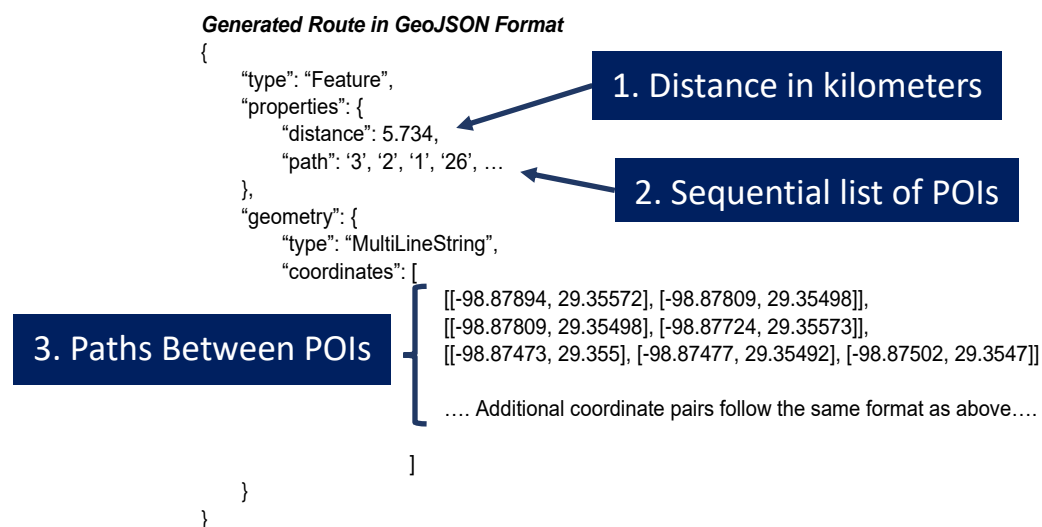 Generated Route in GeoJSON Format
{
“type”: “Feature”,
“properties”: {
1. Distance in kilometers
“distance”: 5.734,
“path”: ‘3’, ‘2’, ‘1’, ‘26’, …
2. Sequential list of POIs
},
“geometry”: {
“type”: “MultiLineString”,
“coordinates”: [
[[-98.87894, 29.35572], [-98.87809, 29.35498]],
[[-98.87809, 29.35498], [-98.87724, 29.35573]],
3. Paths Between POIs
[[-98.87473, 29.355], [-98.87477, 29.35492], [-98.87502, 29.3547]]
…. Additional coordinate pairs follow the same format as above….
]
}
}